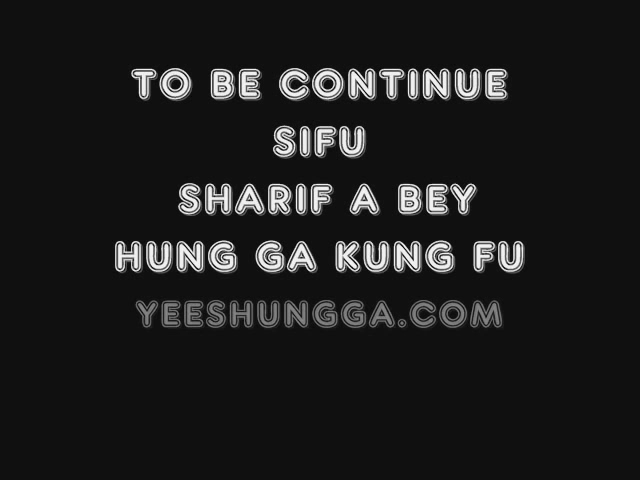 TO BE CONTINUE
SIFU
SHARIF A BEY
HUNG GA KUNG FU
YEESHUNGGA.COM